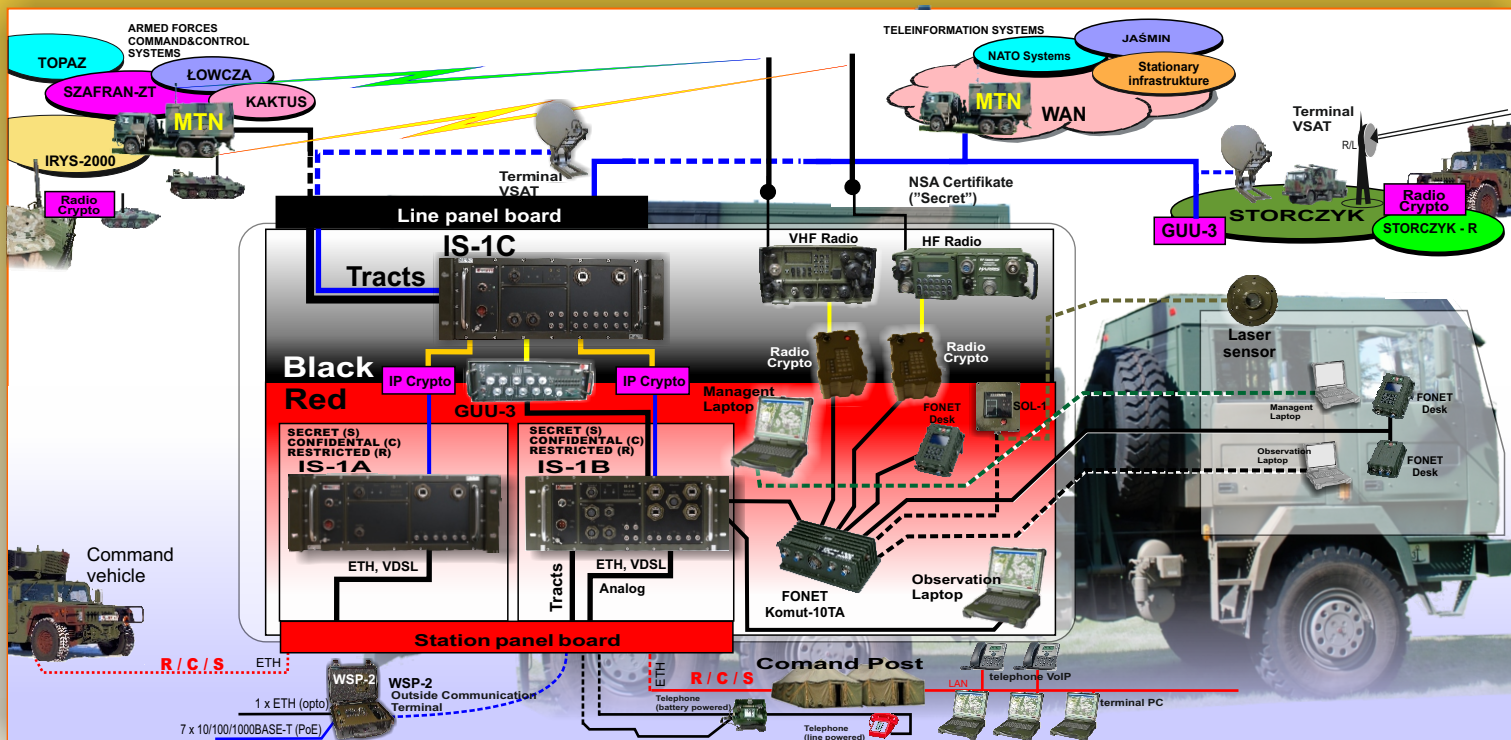 ARMED FORCES
COMMAND&CONTROL
SYSTEMS
TOPAZ
ŁOWCZA
SZAFRAN-ZT
KAKTUS
MTN
IRYS-2000
Radio
Crypto
Terminal
VSAT
TELEINFORMATION SYSTEMS
JAŚMIN
NATO Systems
Stationary
infrastrukture
MTN
WAN
NSA Certifikate
("Secret")
Terminal
VSAT
R/L
Radio
Crypto
STORCZYK
GUU-3
STORCZYK - R
Line panel board
IS-1C
Tracts
VHF Radio
HF Radio
HARRIS
Radio
Crypto
Radio
Crypto
Black
Red
IP Crypto
IP Crypto
GUU-3
Managent
Laptop
FONET
Desk
SOL-1
Laser
sensor
Managent
Laptop
FONET
Desk
Observation
Laptop
FONET
Desk
SECRET (S)
CONFIDENTAL (C)
RESTRICTED (R)
IS-1A
SECRET (S)
CONFIDENTAL (C)
RESTRICTED (R)
IS-1B
ETH, VDSL
Tracts
ETH, VDSL
Analog
FONET
Komut-10TA
Observation
Laptop
Command
vehicle
Station panel board
R / C / S
ETH
WSP-2
WSP-2
Outside Communication
Terminal
1 x ETH (opto)
7 x 10/100/1000BASE-T (PoE)
ETH
R / C / S
Comand Post
Telephone
(battery powered)
Telephone
(line powered)
telephone VoIP
LAN
terminal PC